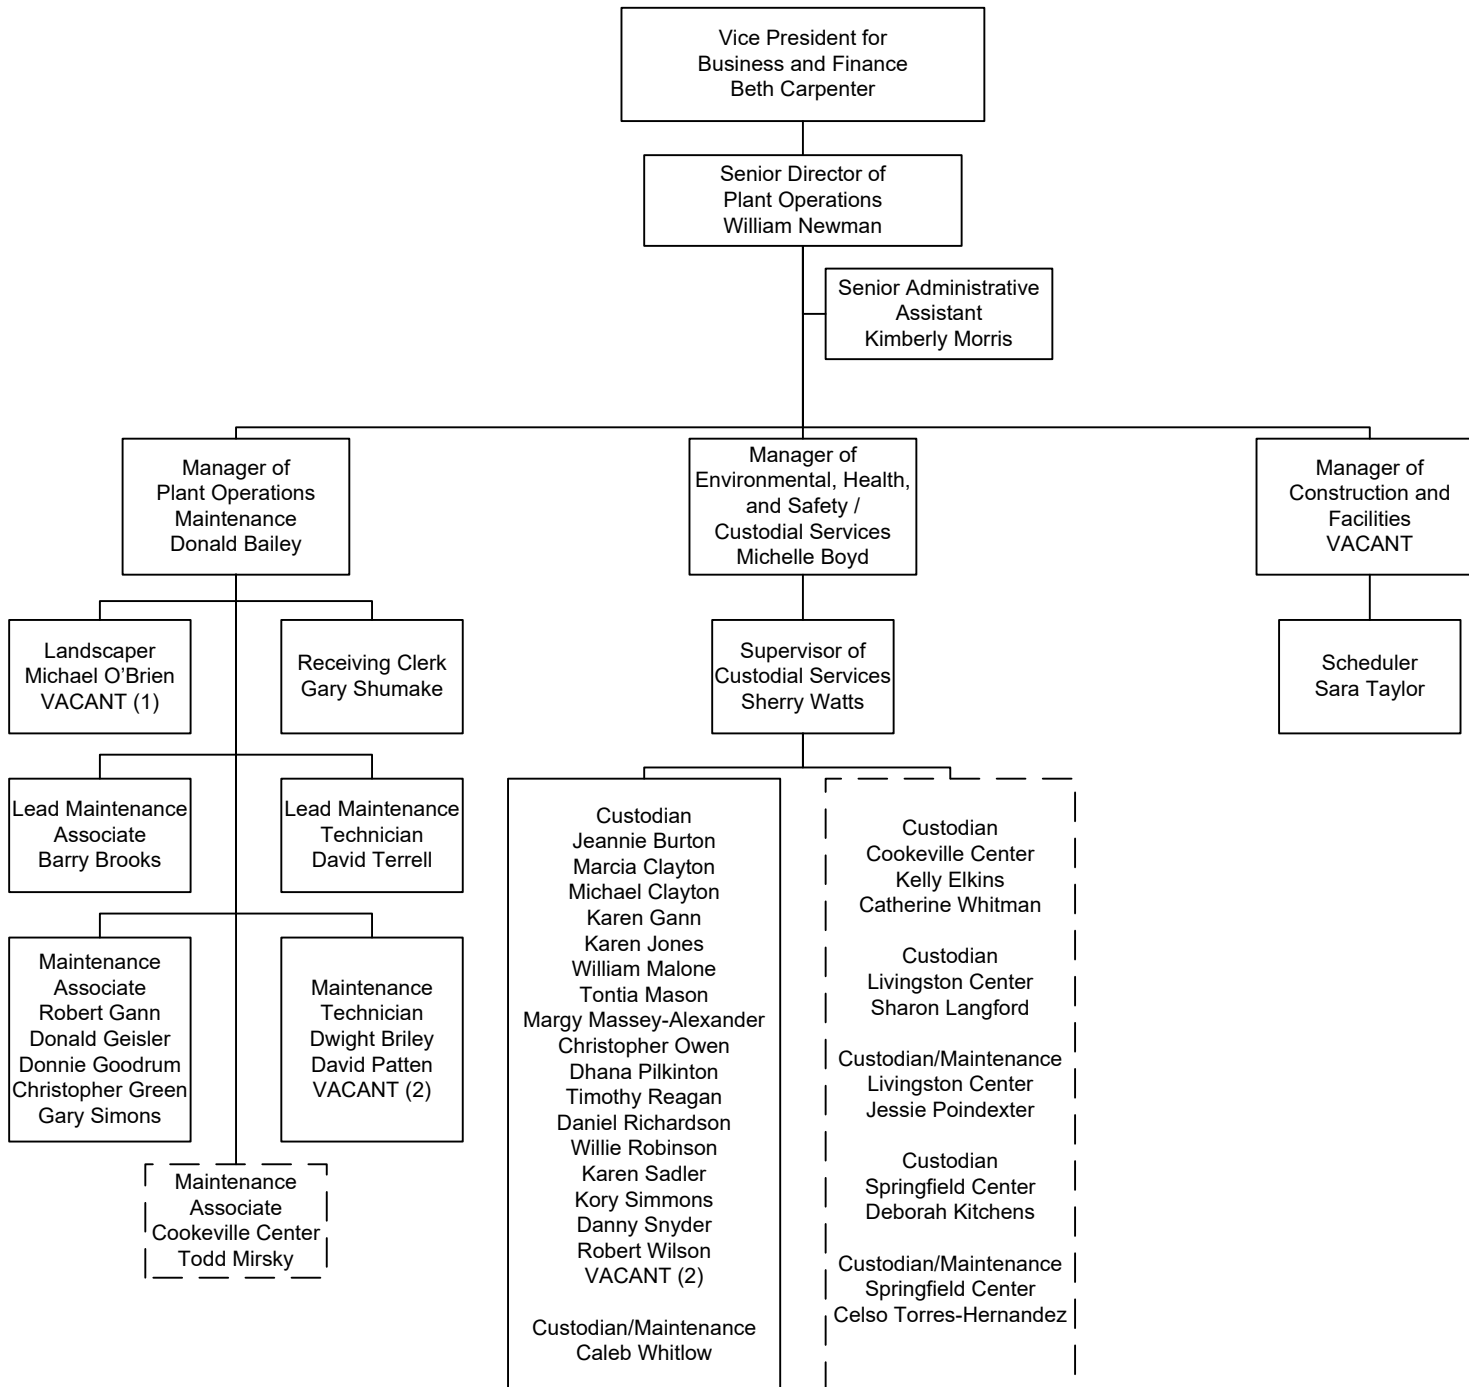 Vice President for
Business and Finance
Beth Carpenter
Senior Director of
Plant Operations
William Newman
Senior Administrative
Assistant
Kimberly Morris
Manager of
Plant Operations
Maintenance
Donald Bailey
Manager of
Environmental, Health,
and Safety /
Custodial Services
Michelle Boyd
Manager of
Construction and
Facilities
VACANT
Landscaper
Michael O’Brien
VACANT (1)
Receiving Clerk
Gary Shumake
Supervisor of
Custodial Services
Sherry Watts
Scheduler
Sara Taylor
Lead Maintenance
Associate
Barry Brooks
Lead Maintenance
Technician
David Terrell
Maintenance
Associate
Robert Gann
Donald Geisler
Donnie Goodrum
Christopher Green
Gary Simons
Maintenance
Technician
Dwight Briley
David Patten
VACANT (2)
Maintenance
Associate
Cookeville Center
Todd Mirsky
Custodian
Jeannie Burton
Marcia Clayton
Michael Clayton
Karen Gann
Karen Jones
William Malone
Tontia Mason
Margy Massey-Alexander
Christopher Owen
Dhana Pilkinton
Timothy Reagan
Daniel Richardson
Willie Robinson
Karen Sadler
Kory Simmons
Danny Snyder
Robert Wilson
VACANT (2)
Custodian/Maintenance
Caleb Whitlow
Custodian
Cookeville Center
Kelly Elkins
Catherine Whitman
Custodian
Livingston Center
Sharon Langford
Custodian/Maintenance
Livingston Center
Jessie Poindexter
Custodian
Springfield Center
Deborah Kitchens
Custodian/Maintenance
Springfield Center
Celso Torres-Hernandez